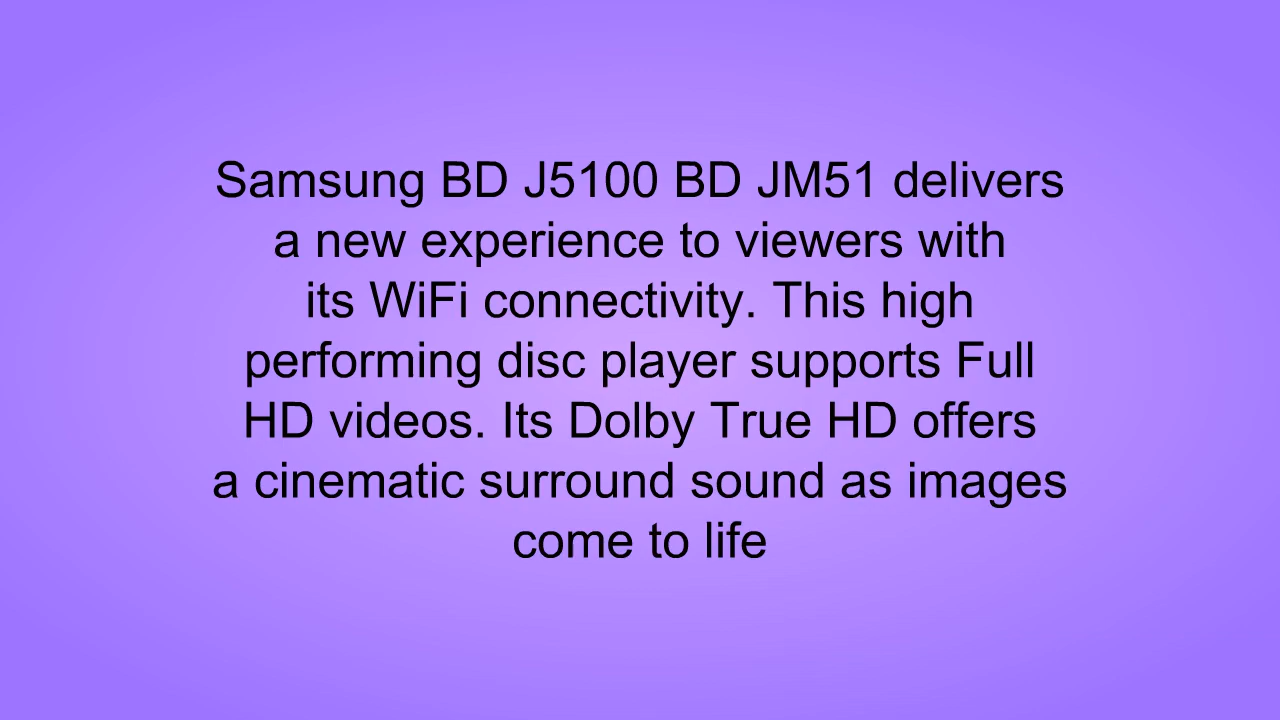 Samsung BD J5100 BD JM51 delivers
a new experience to viewers with
its WiFi connectivity. This high
performing disc player supports Full
HD videos. Its Dolby True HD offers
a cinematic surround sound as images
come to life